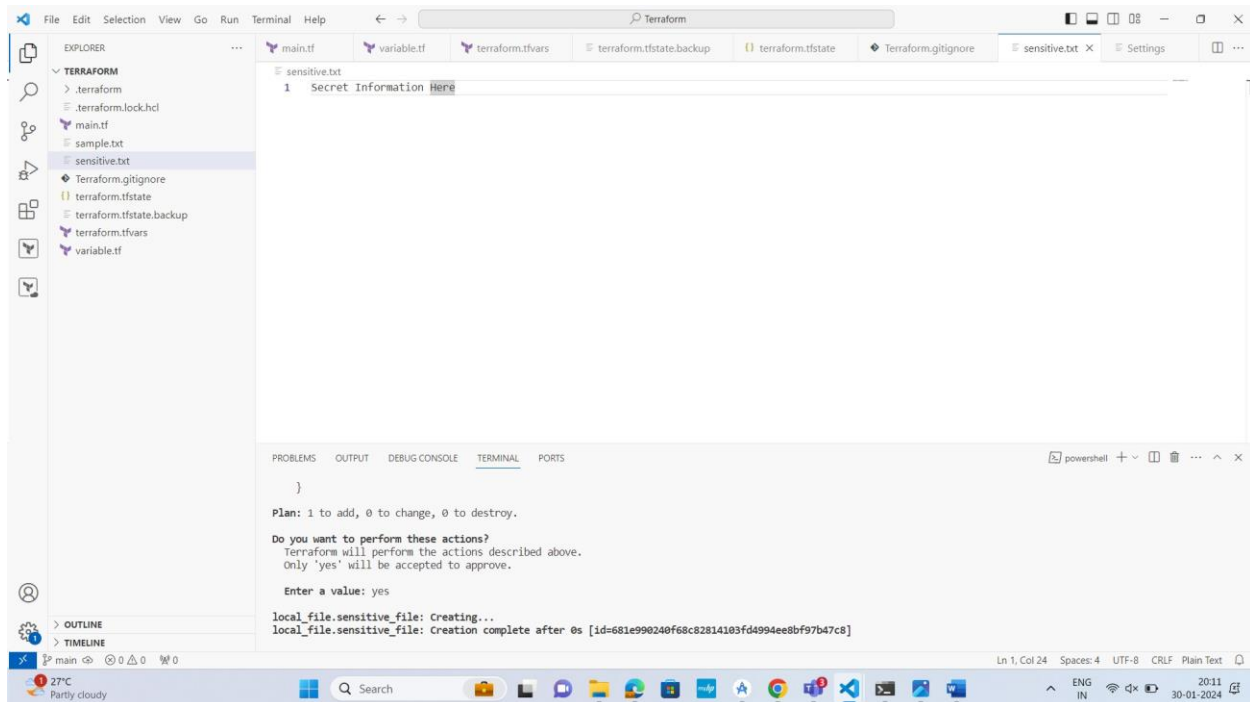 File Edit Selection View Go Run Terminal Help
Terraform
EXPLORER
main.tf
variable.tf
terraform.tfvars
terraform.tfstate.backup
terraform.tfstate
Terraform.gitignore
sensitive.txt
Settings
TERRAFORM
.terraform
.terraform.lock.hcl
main.tf
sample.txt
sensitive.txt
Terraform.gitignore
terraform.tfstate
terraform.tfstate.backup
terraform.tfvars
variable.tf
OUTLINE
TIMELINE
sensitive.txt
1 Secret Information Here
PROBLEMS OUTPUT DEBUG CONSOLE TERMINAL PORTS
powershell
}
Plan: 1 to add, 0 to change, 0 to destroy.
Do you want to perform these actions?
Terraform will perform the actions described above.
Only 'yes' will be accepted to approve.
Enter a value: yes
local_file.sensitive_file: Creating...
local_file.sensitive_file: Creation complete after 0s [id=681e990240f68c82814103fd4994ee8bf97b47c8]
main 0 0 0
Ln 1, Col 24 Spaces: 4 UTF-8 CRLF Plain Text
1
27°C
Partly cloudy
Search
3
ENG
IN
20:11
30-01-2024